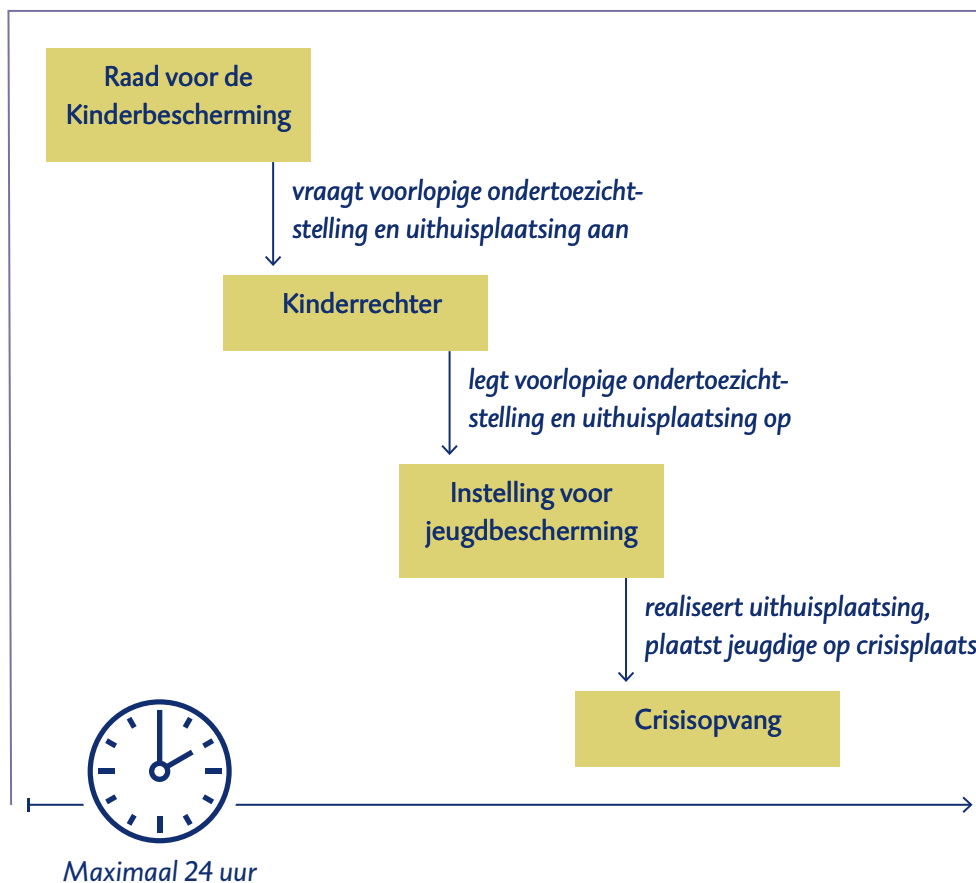 Raad voor de
Kinderbescherming
vraagt voorlopige ondertoezicht-
stelling en uithuisplaatsing aan
Kinderrechter
legt voorlopige ondertoezicht-
stelling en uithuisplaatsing op
Instelling voor
jeugdbescherming
realiseert uithuisplaatsing,
plaatst jeugdige op crisisplaats
Crisisopvang
Maximaal 24 uur